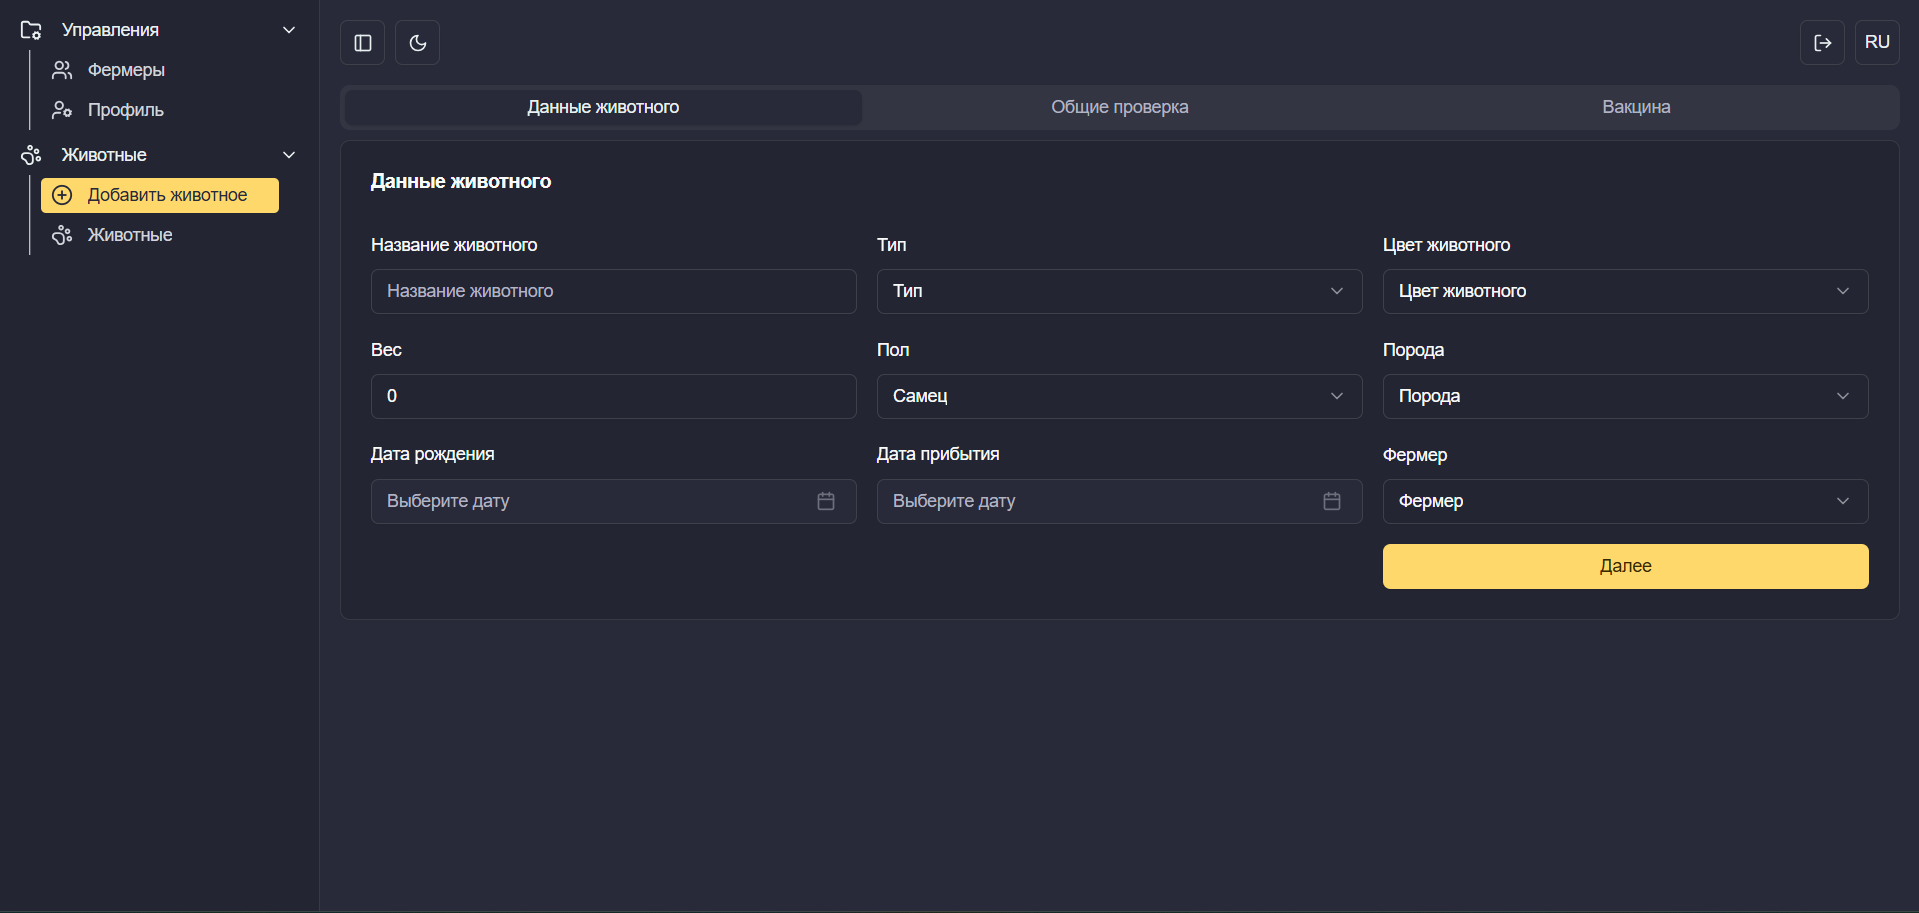 Управления
Фермеры
Профиль
Животные
Добавить животное
Животные
RU
Данные животного
Общие проверка
Вакцина
Данные животного
Название животного
Тип
Цвет животного
Название животного
Тип
Цвет животного
Вес
Пол
Порода
0
Самец
Порода
Дата рождения
Дата прибытия
Фермер
Выберите дату
Выберите дату
Фермер
Далее